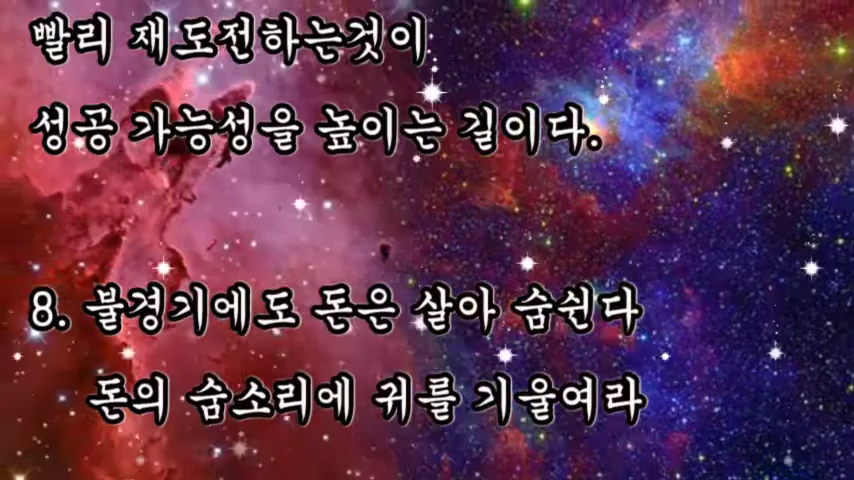 빨리 재도전하는것이
성공 가능성을 높이는 길이다.
8. 불경기에도 돈은 살아 숨쉰다
돈의 숨소리에 귀를 기울여라